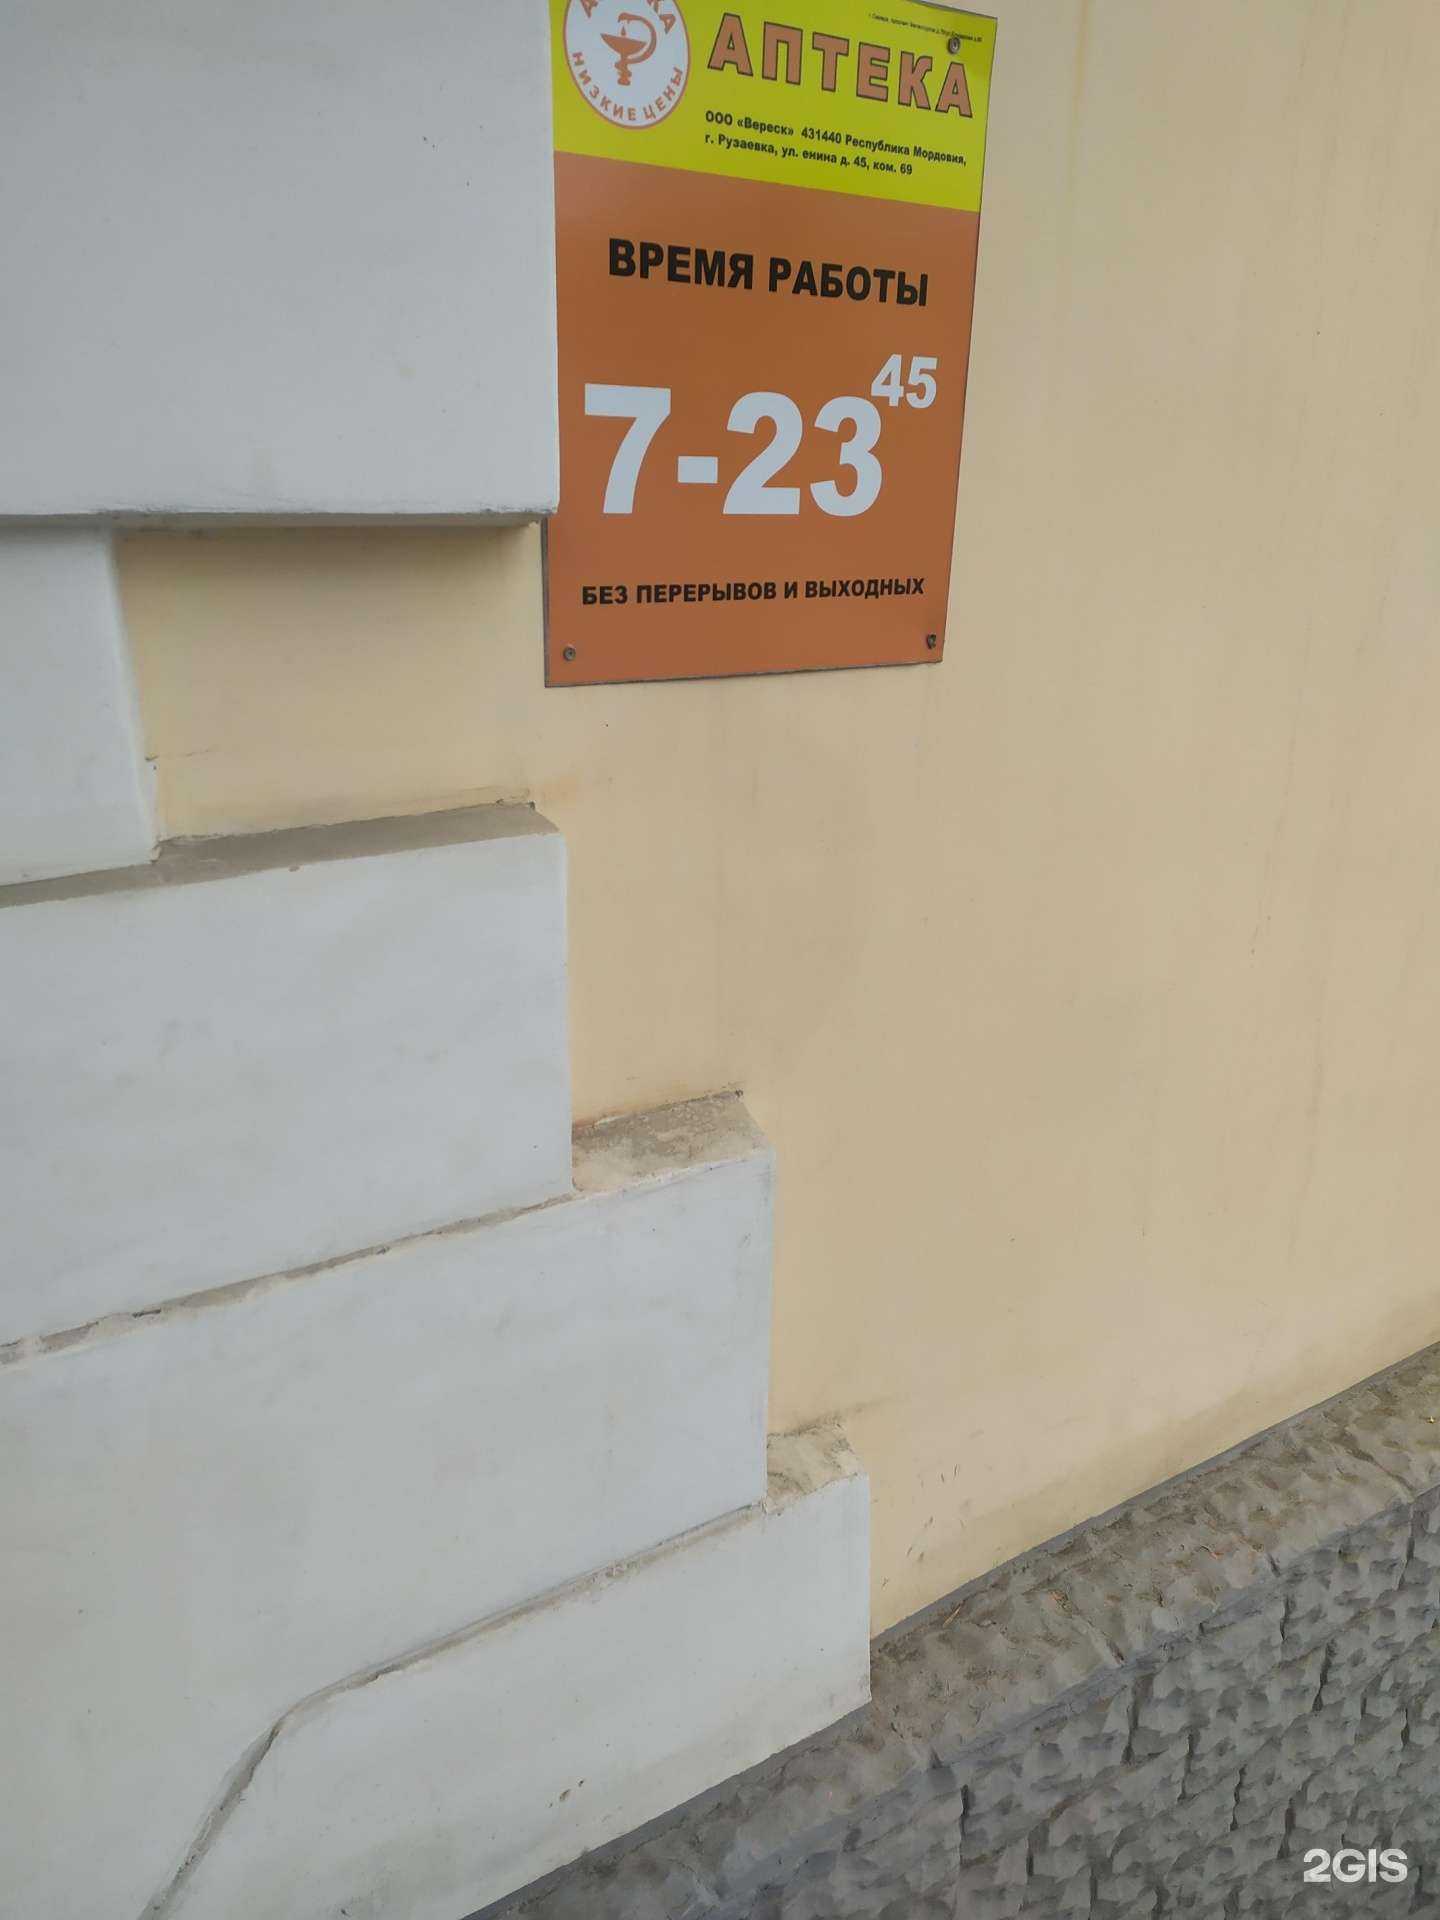 НИЗКИЕ ЦЕНЫ
АПТЕКА
ООО «Вереск» 431440 Республика Мордовия,
г. Рузаевка, ул. енина д. 45, ком. 69
ВРЕМЯ РАБОТЫ
7-23 45
БЕЗ ПЕРЕРЫВОВ И ВЫХОДНЫХ
2GIS